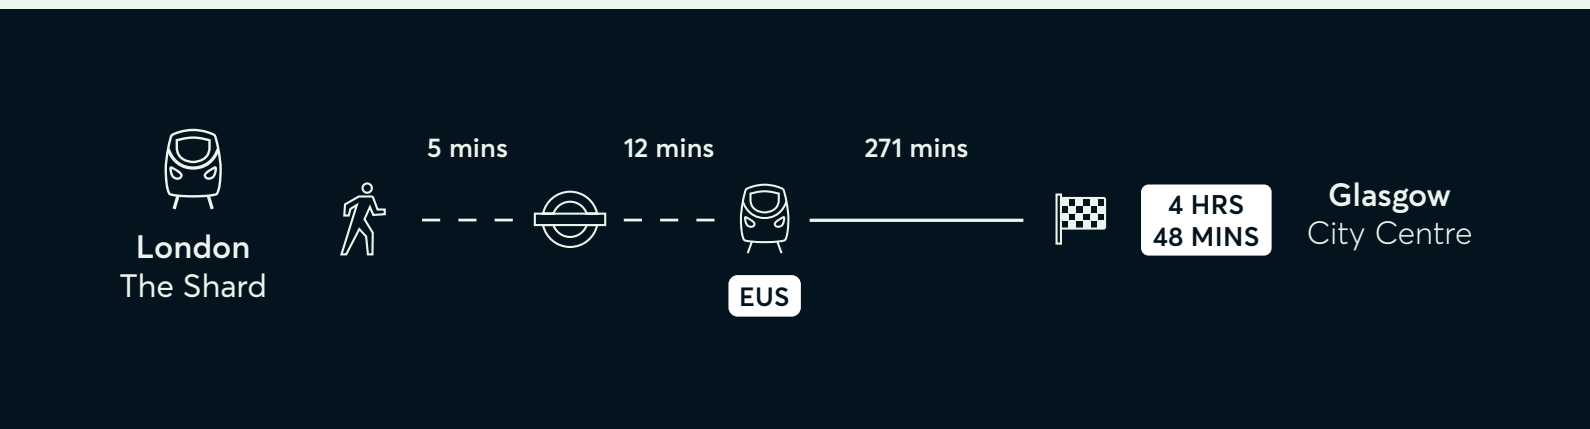 London
The Shard
5 mins
12 mins
EUS
271 mins
4 HRS
48 MINS
Glasgow
City Centre